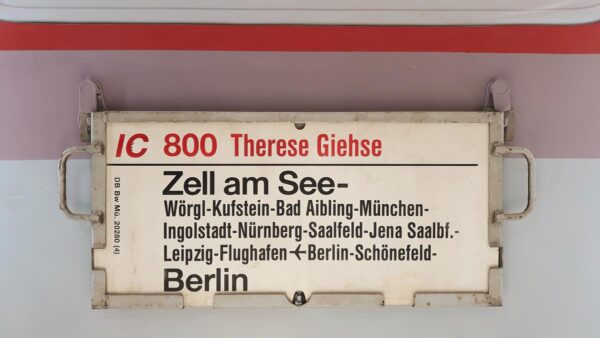 IC 800 Therese Giehse
Zell am See-
Wörgl-Kufstein-Bad Aibling-München-
Ingolstadt-Nürnberg-Saalfeld-Jena Saalbf.-
Leipzig-Flughafen ✈Berlin-Schönefeld-
Berlin
DB Bw Mü. 20280 (4)